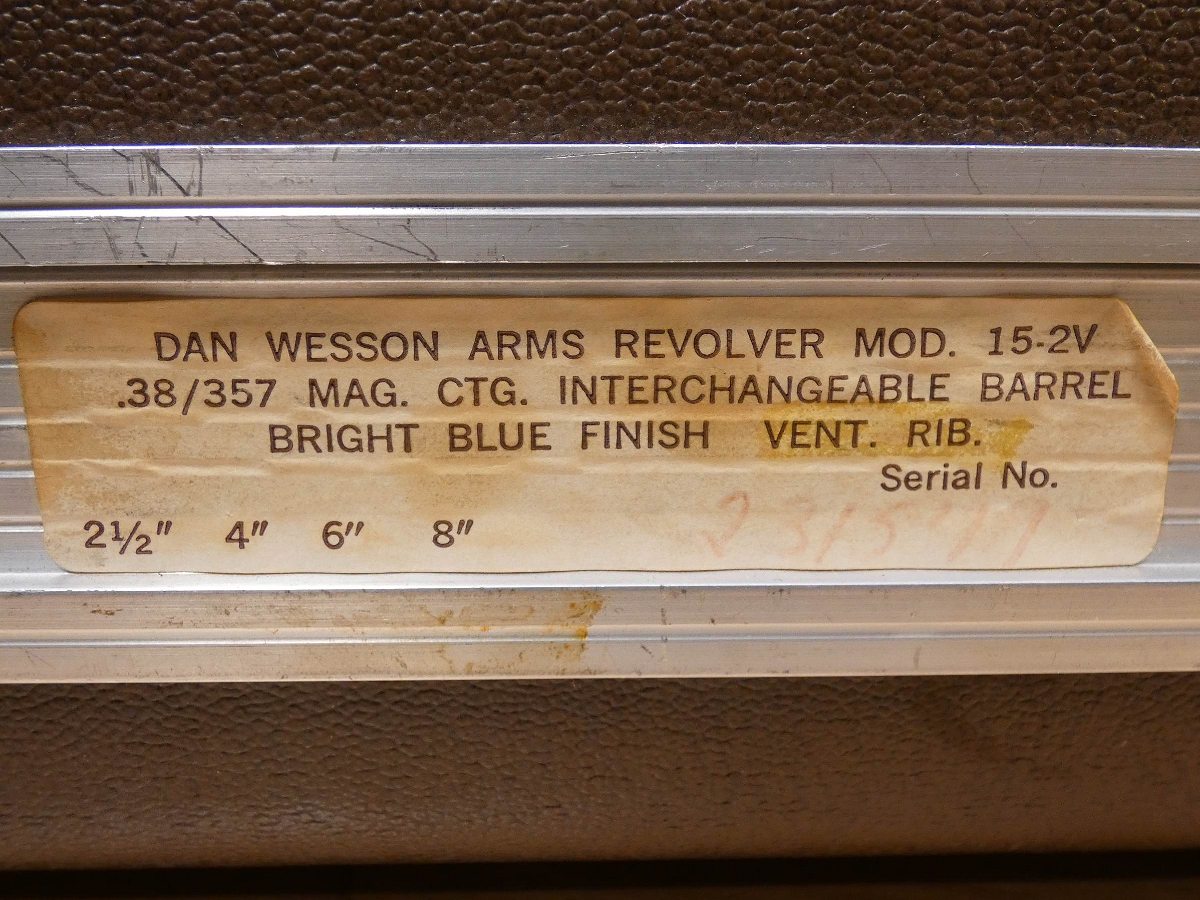 DAN WESSON ARMS REVOLVER MOD. 15-2V
.38/357 MAG. CTG. INTERCHANGEABLE BARREL
BRIGHT BLUE FINISH VENT. RIB.
Serial No.
2½" 4" 6" 8"